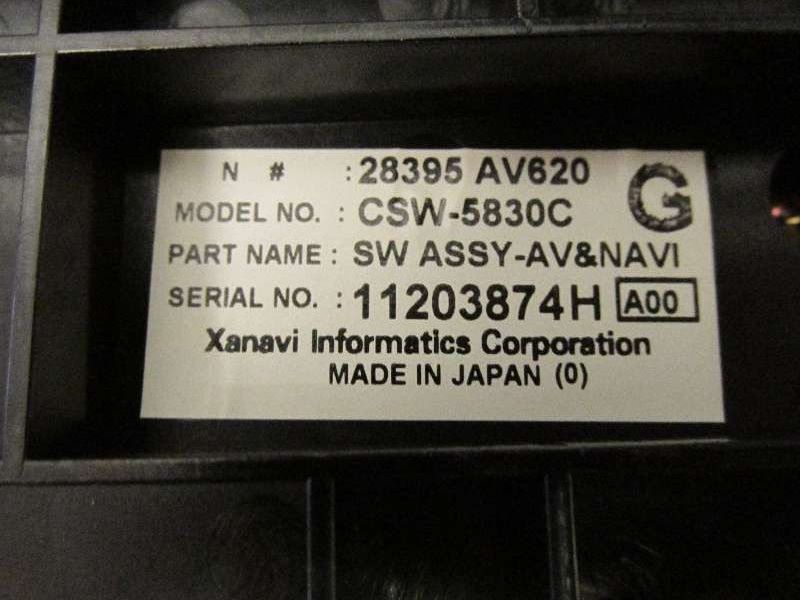 N # : 28395 AV620 G
MODEL NO. : CSW-5830C
PART NAME : SW ASSY-AV&NAVI
SERIAL NO. : 11203874H A00
Xanavi Informatics Corporation
MADE IN JAPAN (0)